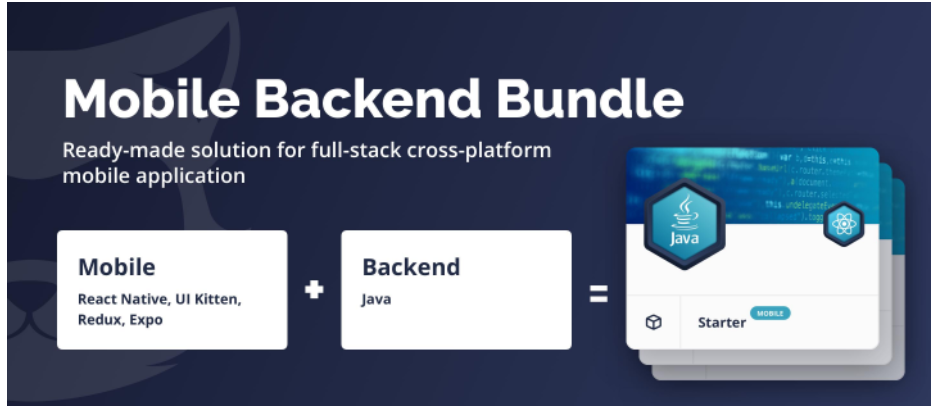 Mobile Backend Bundle
Ready-made solution for full-stack cross-platform
mobile application
Mobile
React Native, UI Kitten,
Redux, Expo
+
Backend
Java
=
Java
Starter
MOBILE